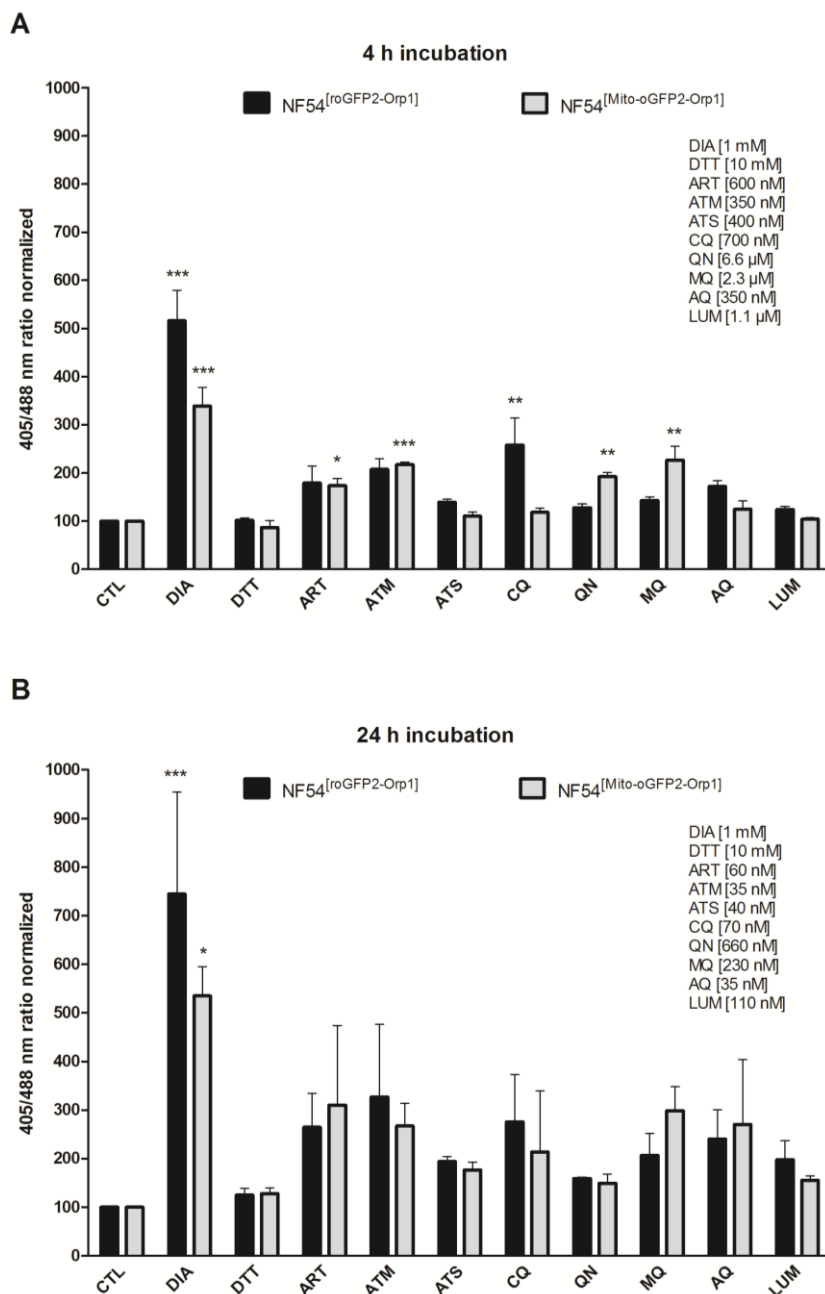 A
4 h incubation
1000
900
800
700
600
500
400
300
200
100
0
405/488 nm ratio normalized
NF54[roGFP2-Orp1]
NF54[Mito-oGFP2-Orp1]
DIA [1 mM]
DTT [10 mM]
ART [600 nM]
ATM [350 nM]
ATS [400 nM]
CQ [700 nM]
QN [6.6 µM]
MQ [2.3 µM]
AQ [350 nM]
LUM [1.1 µM]
***
***
*
***
**
**
**
CTL
DIA
DTT
ART
ATM
ATS
CQ
QN
MQ
AQ
LUM
B
24 h incubation
1000
900
800
700
600
500
400
300
200
100
0
405/488 nm ratio normalized
NF54[roGFP2-Orp1]
NF54[Mito-oGFP2-Orp1]
DIA [1 mM]
DTT [10 mM]
ART [60 nM]
ATM [35 nM]
ATS [40 nM]
CQ [70 nM]
QN [660 nM]
MQ [230 nM]
AQ [35 nM]
LUM [110 nM]
***
*
CTL
DIA
DTT
ART
ATM
ATS
CQ
QN
MQ
AQ
LUM